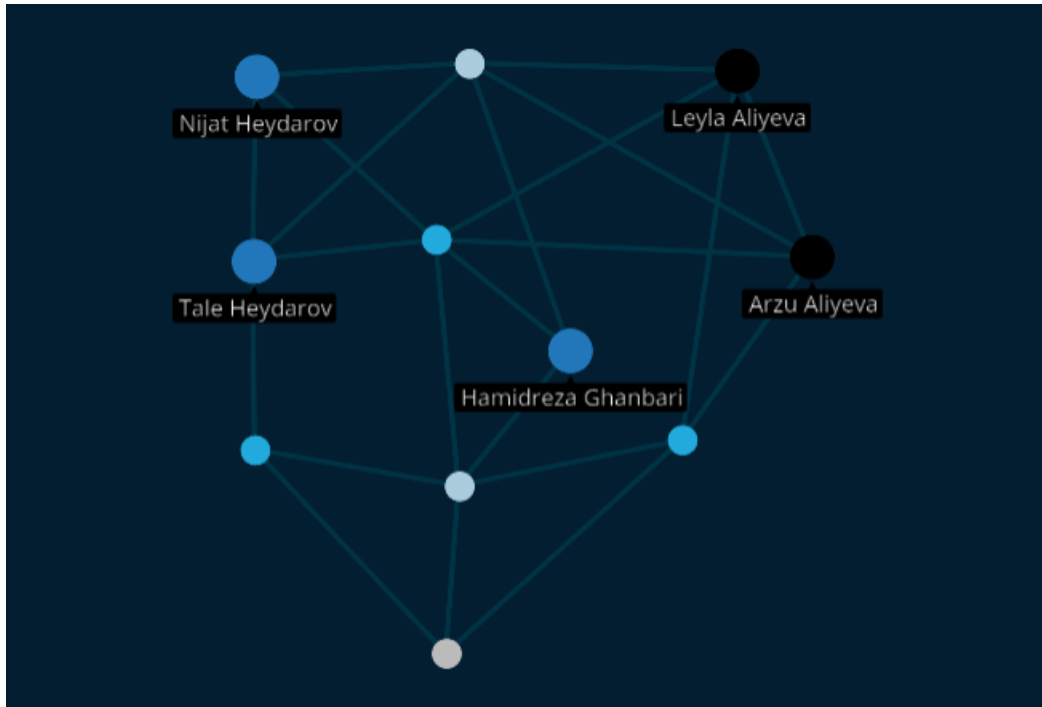 Nijat Heydarov
Leyla Aliyeva
Tale Heydarov
Arzu Aliyeva
Hamidreza Ghanbari